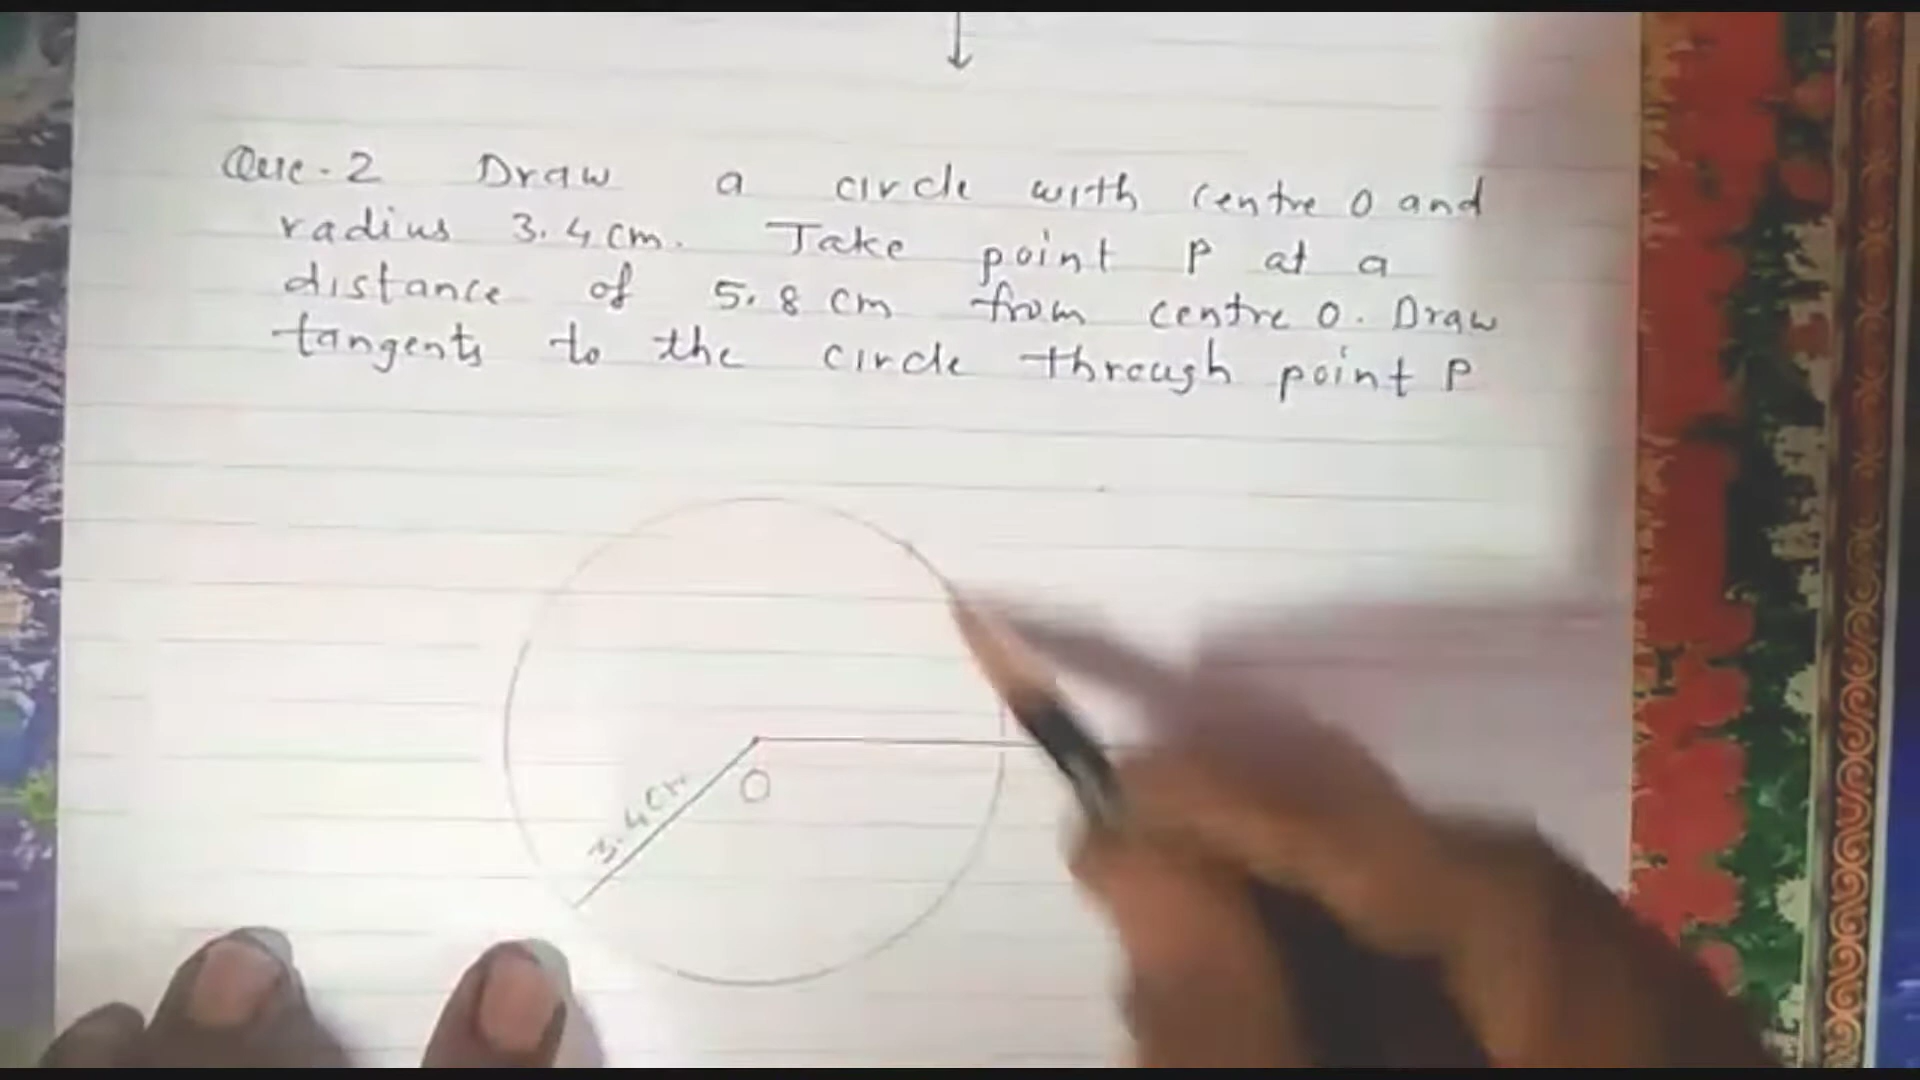 Que-2 Draw a circle with centre O and
radius 3.4 cm. Take point P at a
distance of 5.8 cm from centre O. Draw
tangents to the circle through point P
3.4 cm
O